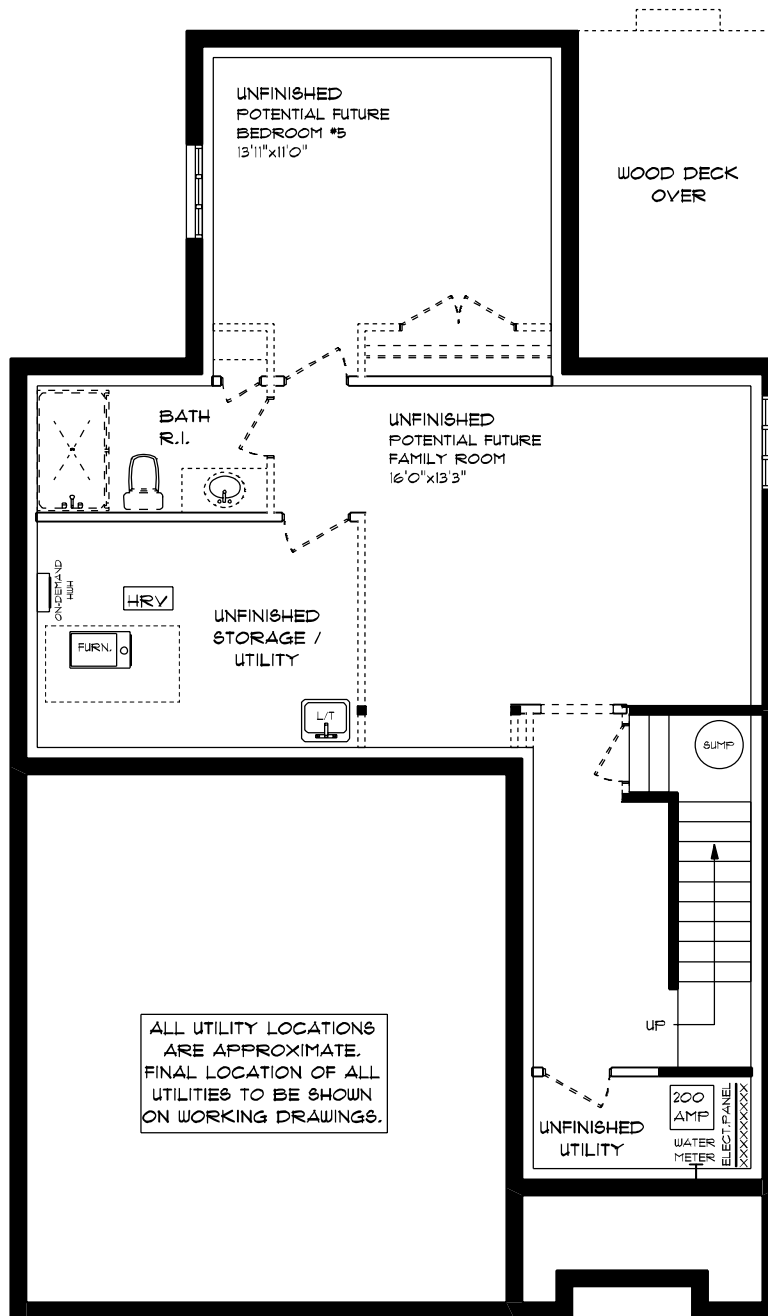 UNFINISHED
POTENTIAL FUTURE
BEDROOM #5
13'11"x11'0"
WOOD DECK
OVER
BATH
R.I.
UNFINISHED
POTENTIAL FUTURE
FAMILY ROOM
16'0"x13'3"
ON-DEMAND
HWH
HRV
FURN.
UNFINISHED
STORAGE /
UTILITY
L/T
SUMP
UP
ALL UTILITY LOCATIONS
ARE APPROXIMATE.
FINAL LOCATION OF ALL
UTILITIES TO BE SHOWN
ON WORKING DRAWINGS.
UNFINISHED
UTILITY
200
AMP
WATER
METER
ELECT.PANEL